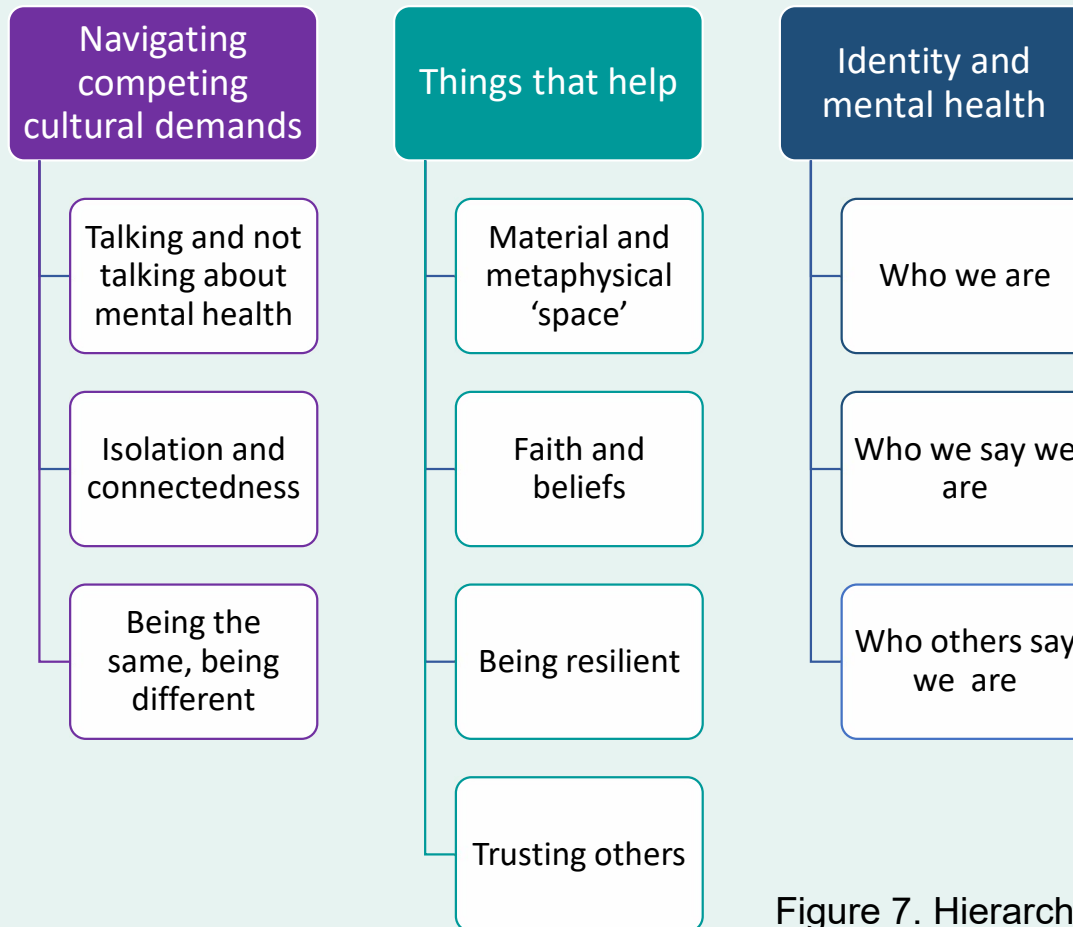 Navigating
competing
cultural demands
Talking and not
talking about
mental health
Isolation and
connectedness
Being the
same, being
different
Things that help
Material and
metaphysical
‘space’
Faith and
beliefs
Being resilient
Trusting others
Identity and
mental health
Who we are
Who we say we
are
Who others say
we  are
Figure 7. Hierarch